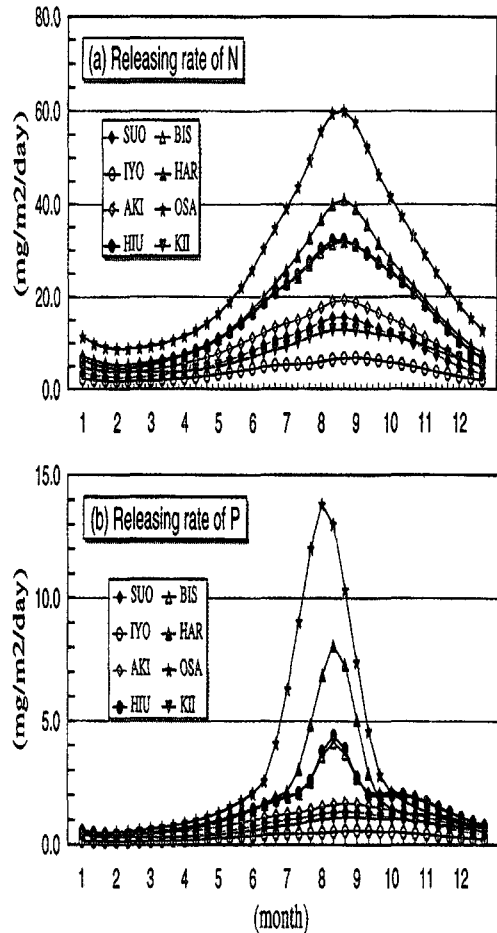 80.0
(a) Releasing rate of N
SUO BIS
IYO HAR
AKI OSA
HIU KII
60.0
40.0
20.0
0.0
(mg/m2/day)
1 2 3 4 5 6 7 8 9 10 11 12
15.0
(b) Releasing rate of P
SUO BIS
IYO HAR
AKI OSA
HIU KII
10.0
5.0
0.0
(mg/m2/day)
1 2 3 4 5 6 7 8 9 10 11 12
(month)